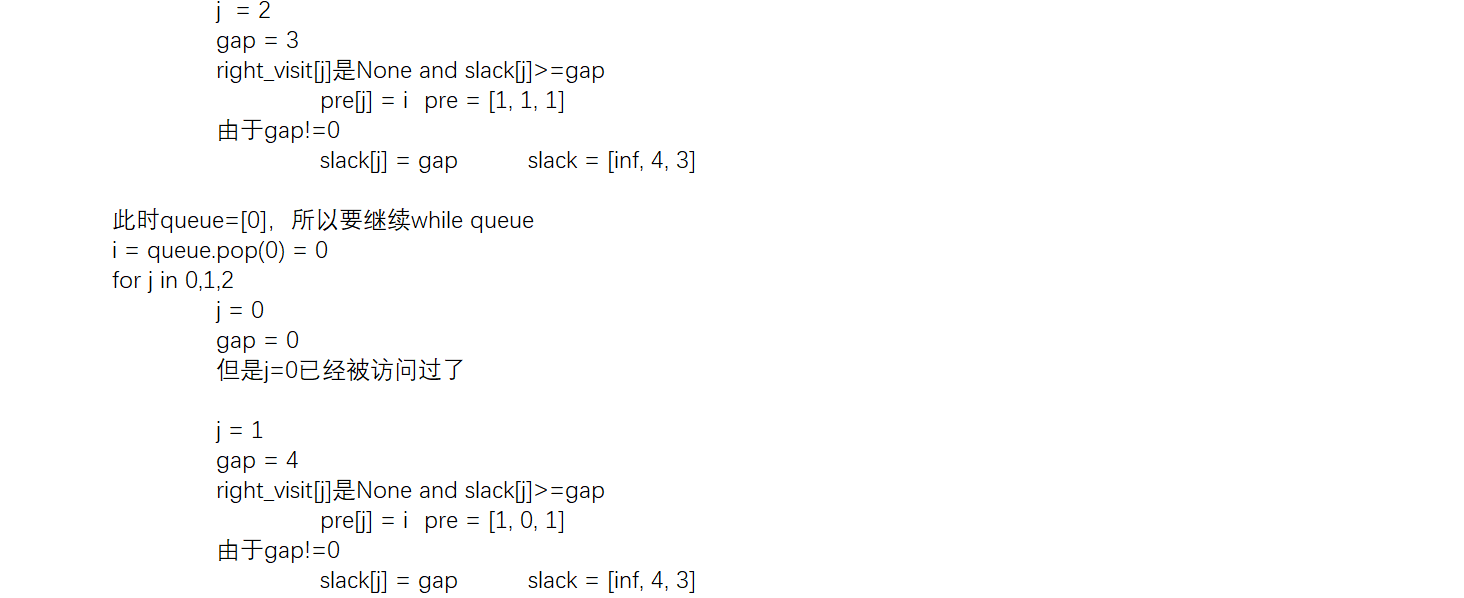 j  = 2
gap = 3
right_visit[j]是None and slack[j]>=gap
pre[j] = i  pre = [1, 1, 1]
由于gap!=0
slack[j] = gap  slack = [inf, 4, 3]
此时queue=[0]，所以要继续while queue
i = queue.pop(0) = 0
for j in 0,1,2
j = 0
gap = 0
但是j=0已经被访问过了
j = 1
gap = 4
right_visit[j]是None and slack[j]>=gap
pre[j] = i  pre = [1, 0, 1]
由于gap!=0
slack[j] = gap  slack = [inf, 4, 3]